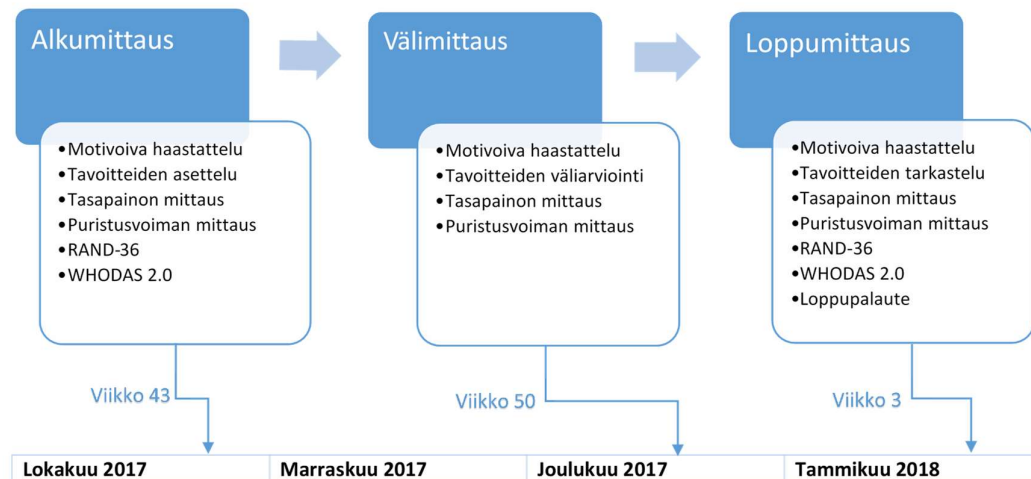 Alkumittaus
•Motivoiva haastattelu
•Tavoitteiden asettelu
•Tasapainon mittaus
•Puristusvoiman mittaus
•RAND-36
•WHODAS 2.0
Välimittaus
•Motivoiva haastattelu
•Tavoitteiden väliarviointi
•Tasapainon mittaus
•Puristusvoiman mittaus
Loppumittaus
•Motivoiva haastattelu
•Tavoitteiden tarkastelu
•Tasapainon mittaus
•Puristusvoiman mittaus
•RAND-36
•WHODAS 2.0
•Loppupalaute
Viikko 43
Viikko 50
Viikko 3
Lokakuu 2017
Marraskuu 2017
Joulukuu 2017
Tammikuu 2018